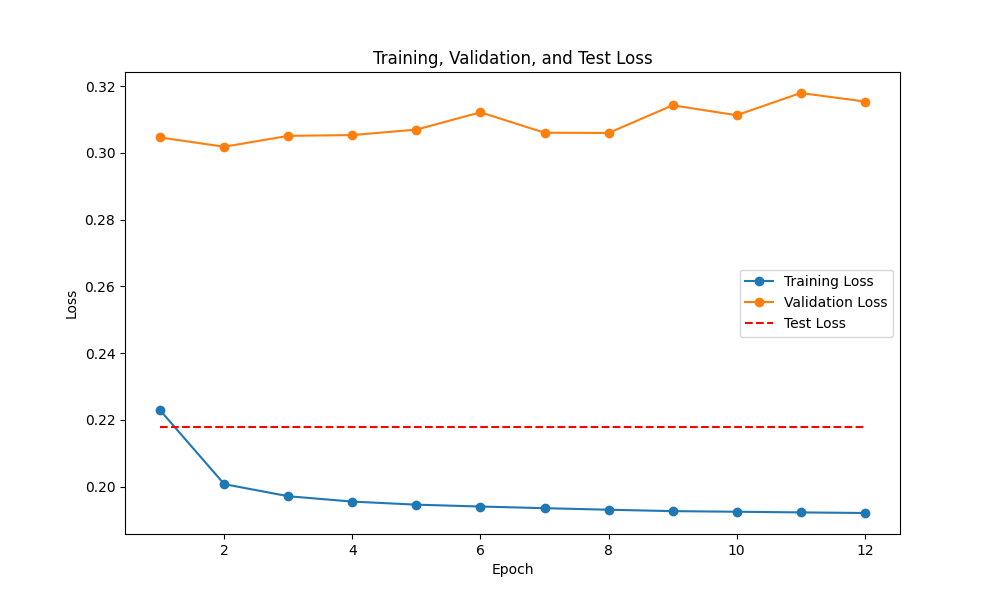 Training, Validation, and Test Loss
0.32
0.30
0.28
0.26
0.24
0.22
0.20
Loss
Training Loss
Validation Loss
Test Loss
2 4 6 8 10 12
Epoch